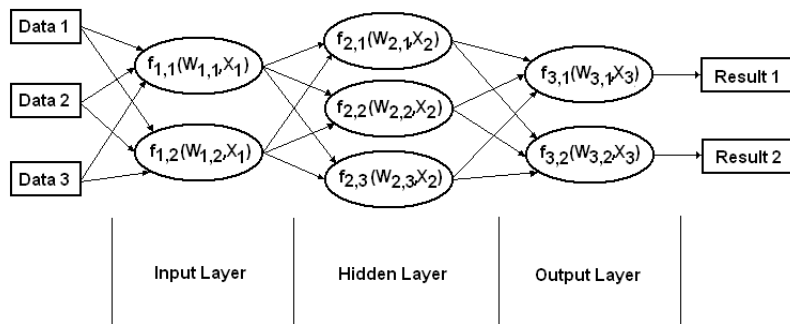 Data 1
Data 2
Data 3
f1,1(W1,1,X1)
f1,2(W1,2,X1)
f2,1(W2,1,X2)
f2,2(W2,2,X2)
f2,3(W2,3,X2)
f3,1(W3,1,X3)
f3,2(W3,2,X3)
Result 1
Result 2
Input Layer
Hidden Layer
Output Layer